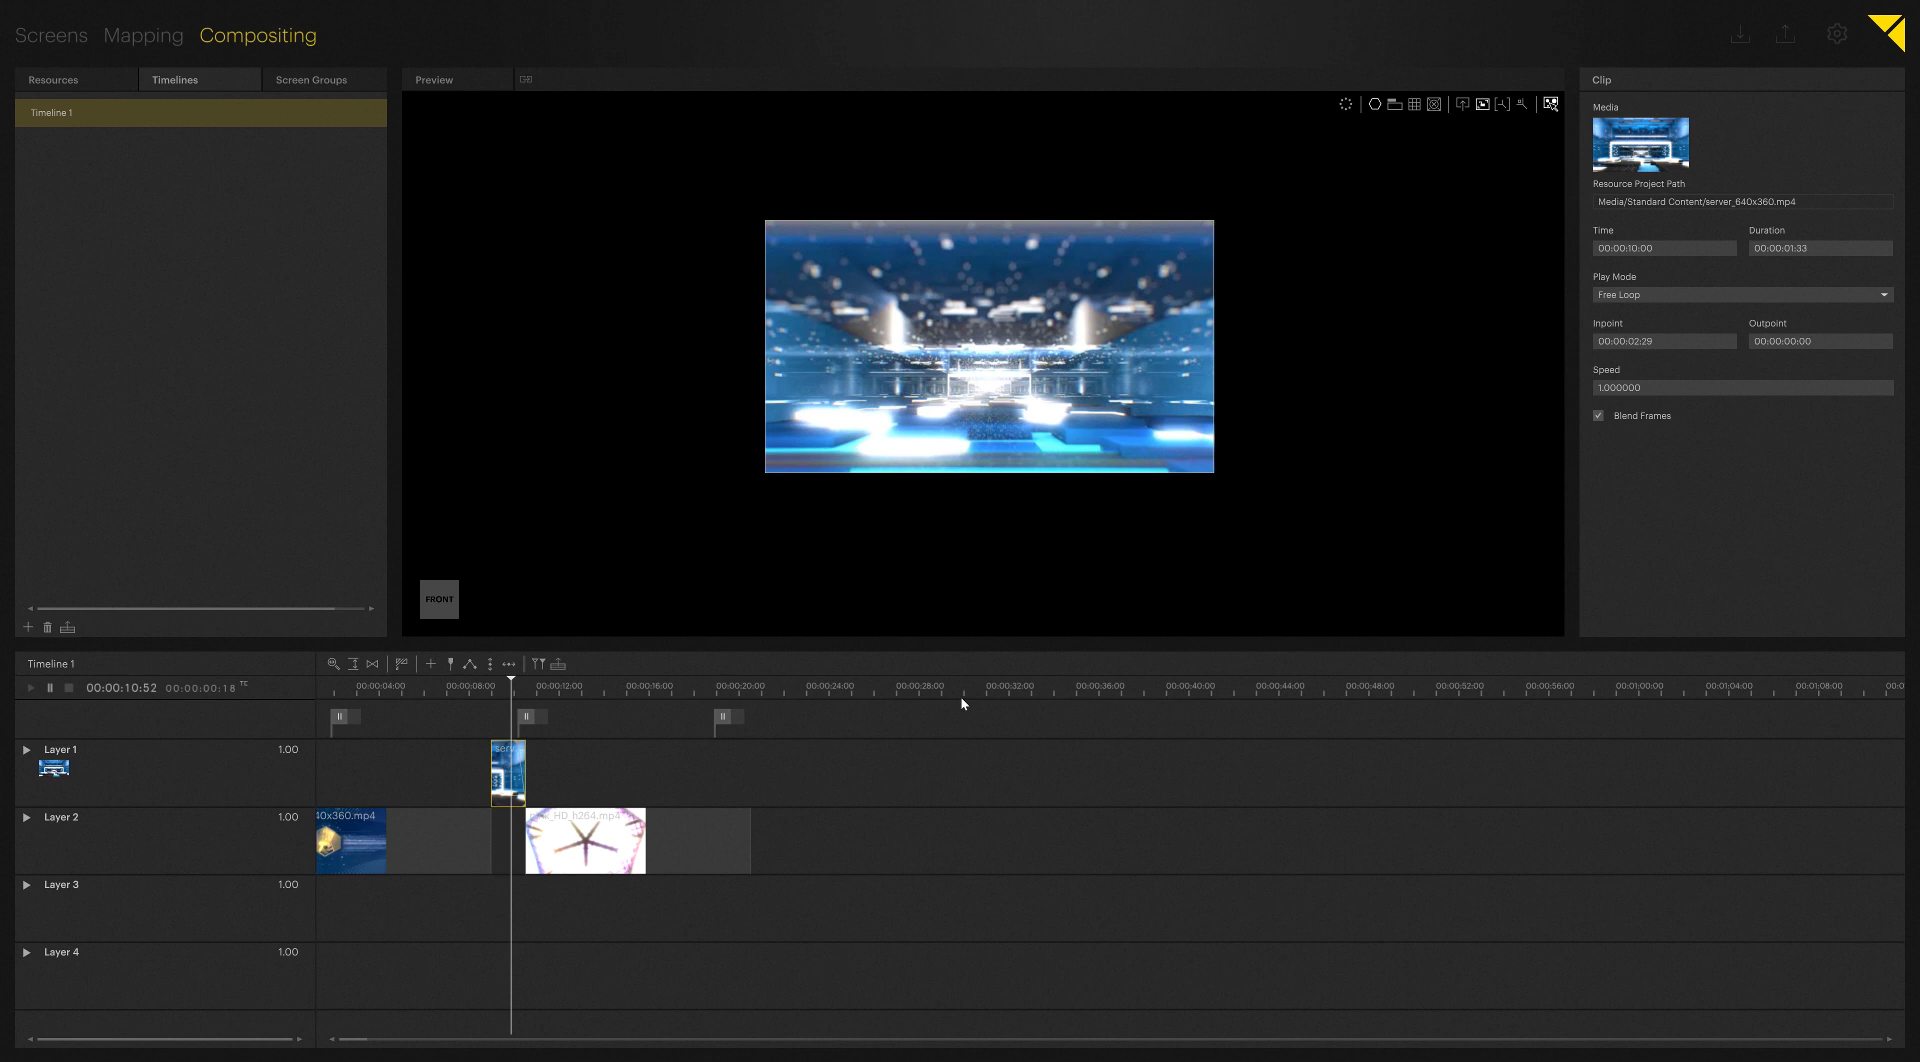 Screens Mapping Compositing
Resources Timelines Screen Groups
Timeline 1
Preview
FRONT
Clip
Media
Resource Project Path
Media/Standard Content/server_640x360.mp4
Time Duration
00:00:10:00 00:00:01:33
Play Mode
Free Loop
Inpoint Outpoint
00:00:02:29 00:00:00:00
Speed
1.000000
Blend Frames
Timeline 1
00:00:10:52 00:00:00:18 TC
00:00:04:00 00:00:08:00 00:00:12:00 00:00:16:00 00:00:20:00 00:00:24:00 00:00:28:00 00:00:32:00 00:00:36:00 00:00:40:00 00:00:44:00 00:00:48:00 00:00:52:00 00:00:56:00 00:01:00:00 00:01:04:00 00:01:08:00 00:0
Layer 1 1.00
serv
Layer 2 1.00
40x360.mp4
_HD_h264.mp4
Layer 3 1.00
Layer 4 1.00